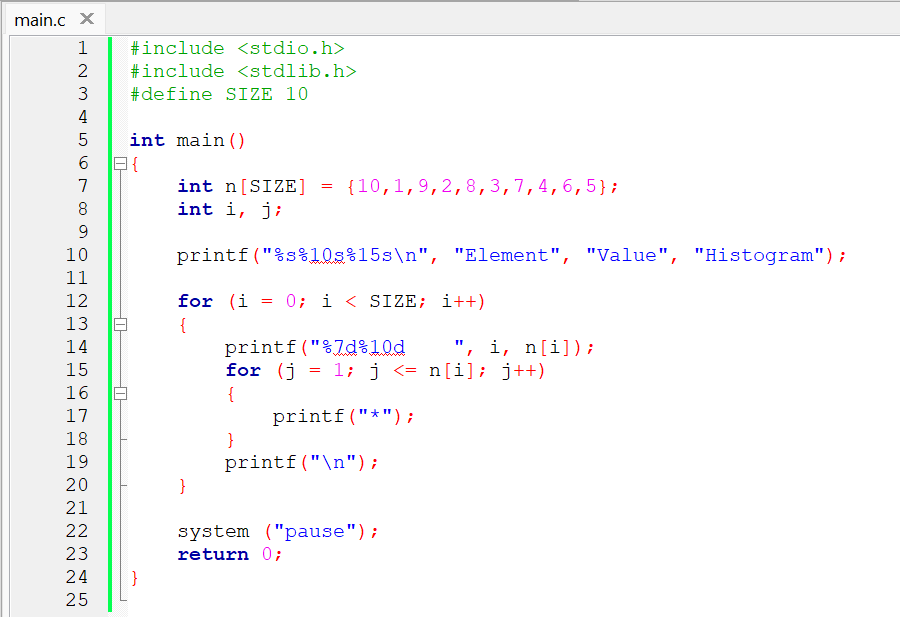 main.c ✕
1 #include <stdio.h>
2 #include <stdlib.h>
3 #define SIZE 10
4
5 int main()
6 {
7     int n[SIZE] = {10,1,9,2,8,3,7,4,6,5};
8     int i, j;
9
10     printf("%s%10s%15s\n", "Element", "Value", "Histogram");
11
12     for (i = 0; i < SIZE; i++)
13     {
14         printf("%7d%10d    ", i, n[i]);
15         for (j = 1; j <= n[i]; j++)
16         {
17             printf("*");
18         }
19         printf("\n");
20     }
21
22     system ("pause");
23     return 0;
24 }
25